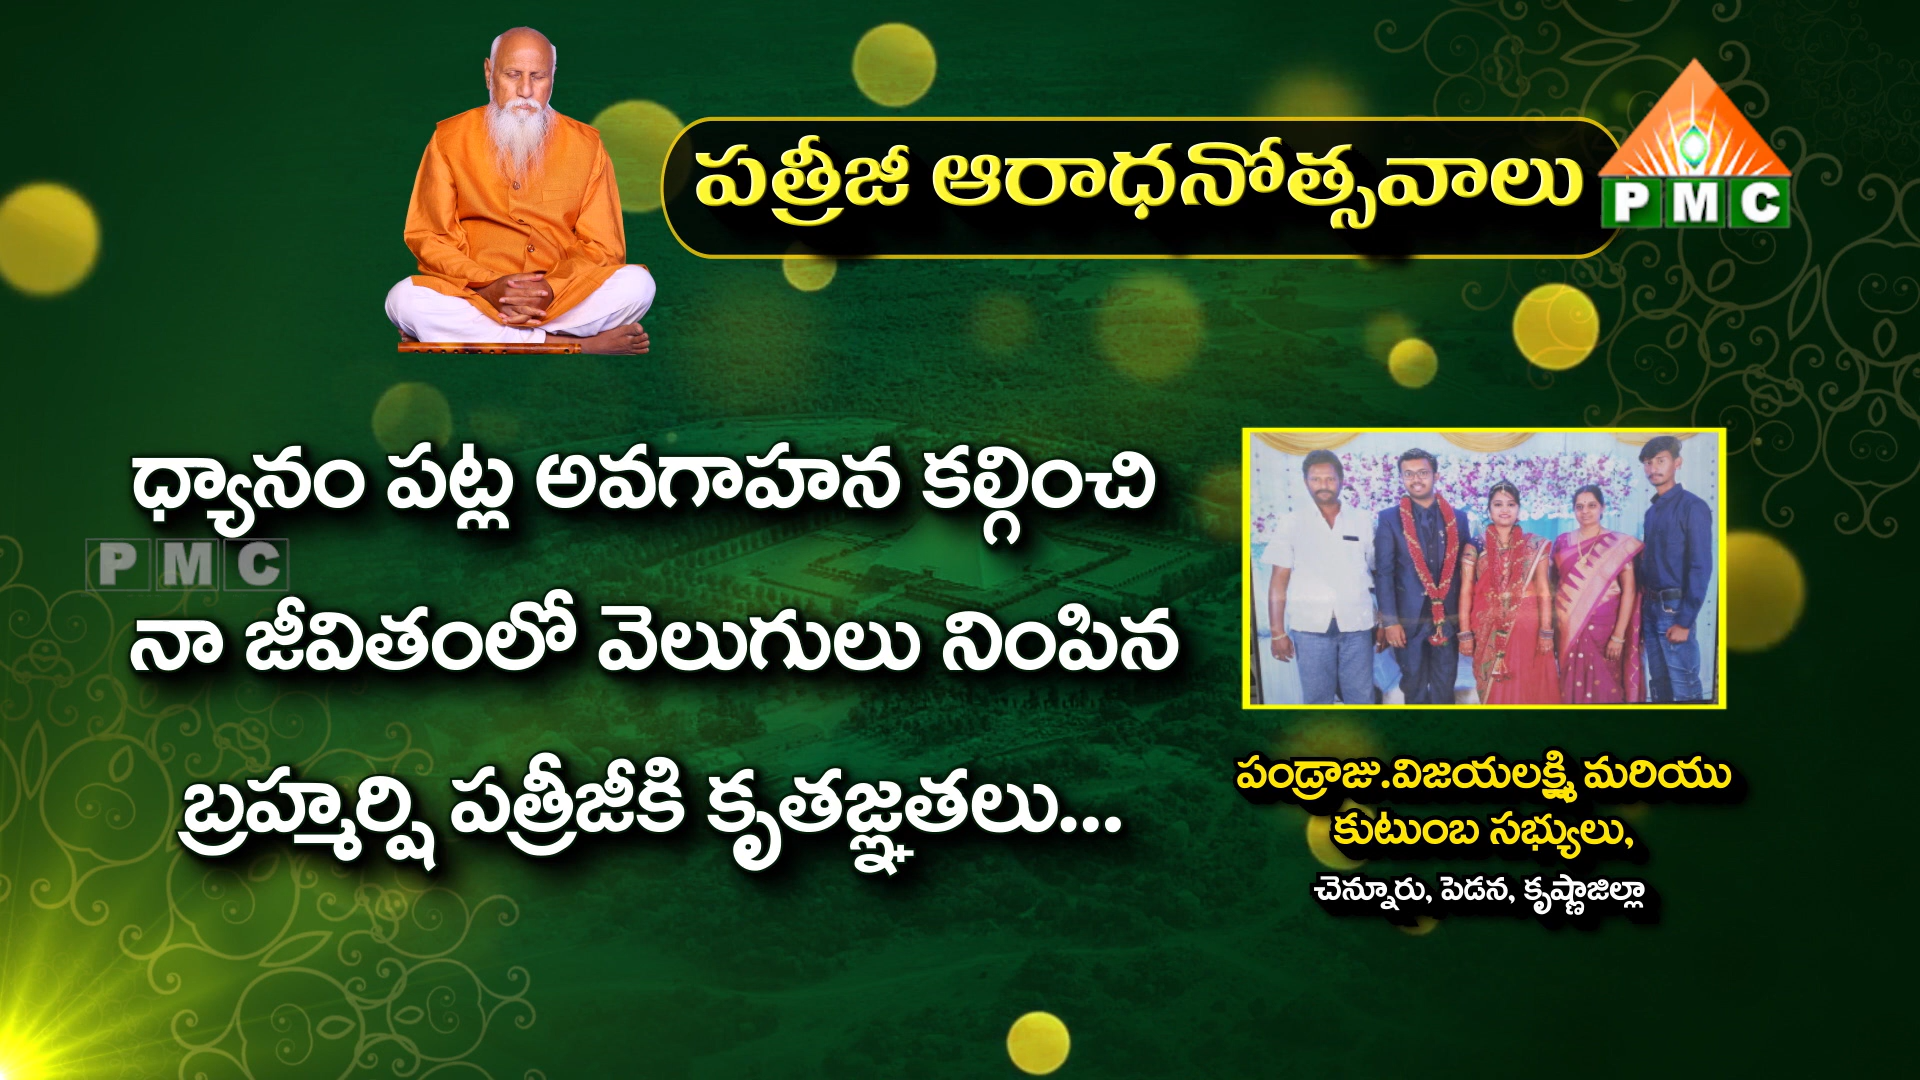 పత్రీజీ ఆరాధనోత్సవాలు
PMC
ధ్యానం పట్ల అవగాహన కల్గించి
PMC
నా జీవితంలో వెలుగులు నింపిన
బ్రహ్మర్షి పత్రీజీకి కృతజ్ఞతలు...
పండ్రాజు.విజయలక్ష్మి మరియు
కుటుంబ సభ్యులు,
చెన్నూరు, పెడన, కృష్ణాజిల్లా